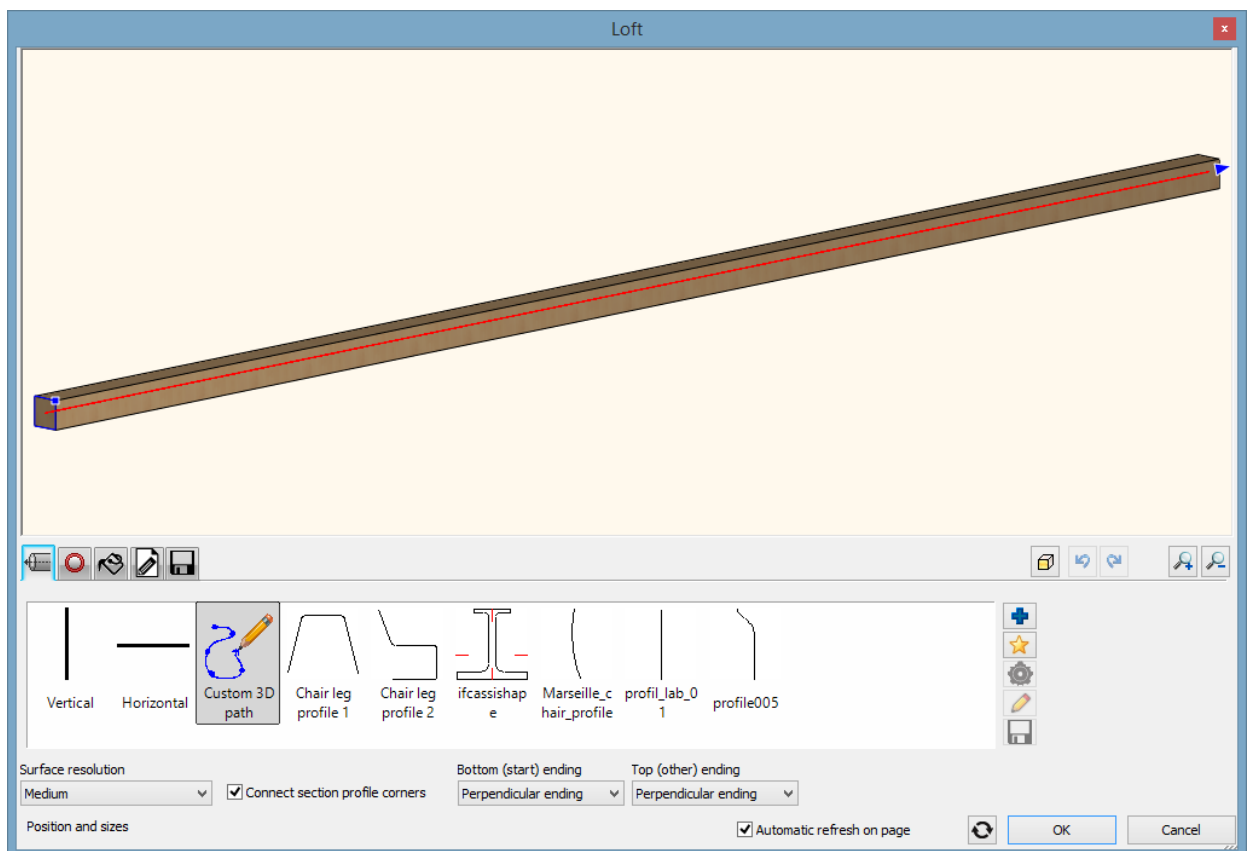 Loft
x
Vertical
Horizontal
Custom 3D
path
Chair leg
profile 1
Chair leg
profile 2
ifcassishap
e
Marseille_c
hair_profile
profil_lab_0
1
profile005
Surface resolution
Medium
Connect section profile corners
Bottom (start) ending
Perpendicular ending
Top (other) ending
Perpendicular ending
Position and sizes
Automatic refresh on page
OK
Cancel